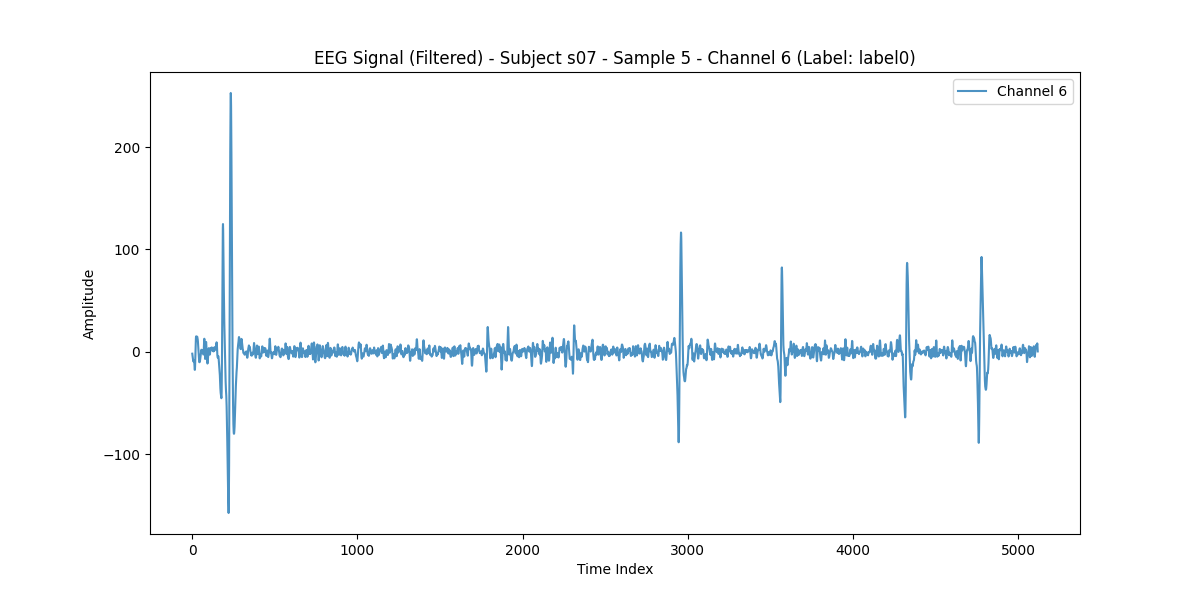 EEG Signal (Filtered) - Subject s07 - Sample 5 - Channel 6 (Label: label0)
Channel 6
200
100
0
−100
Amplitude
0 1000 2000 3000 4000 5000
Time Index